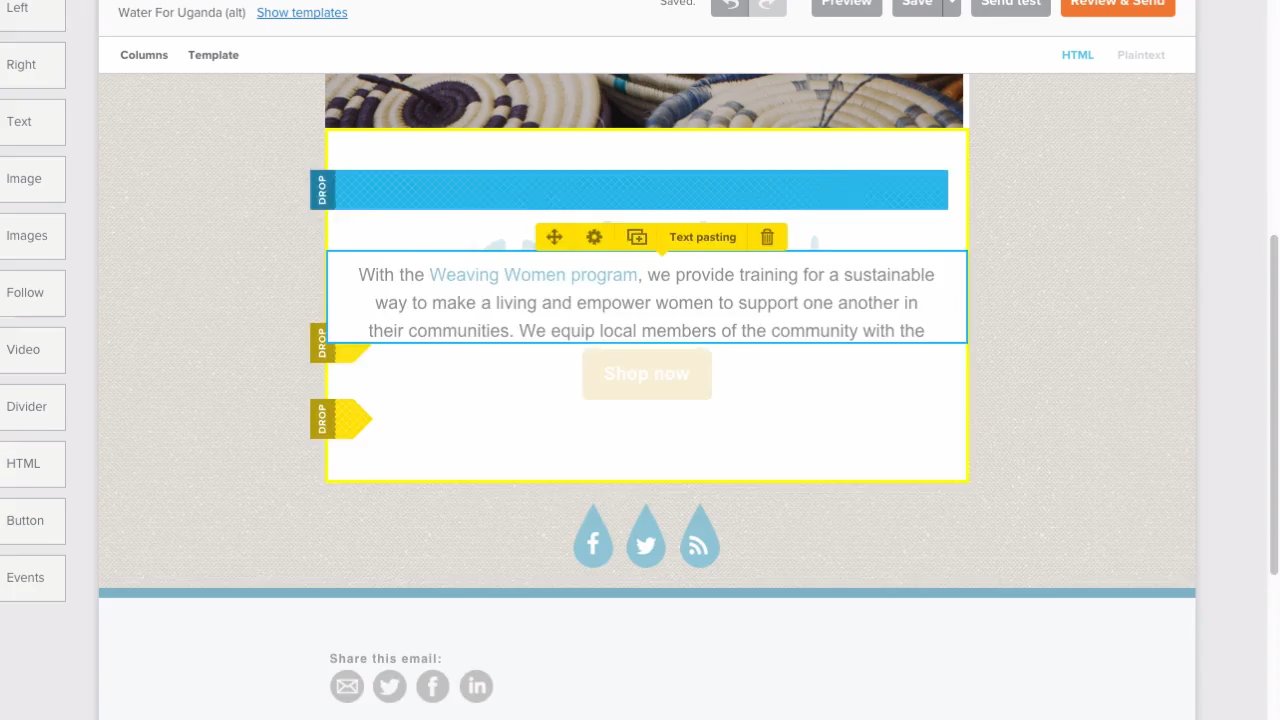 Left
Water For Uganda (alt) Show templates
Saved.
Preview
Save
Send test
Review & Send
Columns Template
HTML Plaintext
Right
Text
Image
Images
Follow
Video
Divider
HTML
Button
Events
DROP
Text pasting
With the Weaving Women program, we provide training for a sustainable
way to make a living and empower women to support one another in
their communities. We equip local members of the community with the
DROP
Shop now
DROP
Share this email: